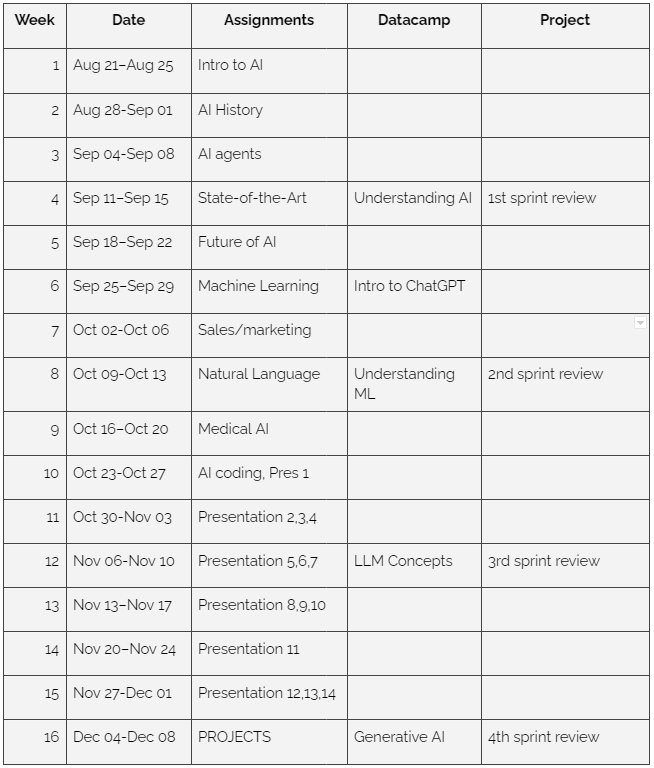 Week Date Assignments Datacamp Project
1 Aug 21–Aug 25 Intro to AI
2 Aug 28-Sep 01 AI History
3 Sep 04-Sep 08 AI agents
4 Sep 11–Sep 15 State-of-the-Art Understanding AI 1st sprint review
5 Sep 18–Sep 22 Future of AI
6 Sep 25–Sep 29 Machine Learning Intro to ChatGPT
7 Oct 02-Oct 06 Sales/marketing
8 Oct 09-Oct 13 Natural Language Understanding 2nd sprint review
ML
9 Oct 16–Oct 20 Medical AI
10 Oct 23-Oct 27 AI coding, Pres 1
11 Oct 30-Nov 03 Presentation 2,3,4
12 Nov 06-Nov 10 Presentation 5,6,7 LLM Concepts 3rd sprint review
13 Nov 13–Nov 17 Presentation 8,9,10
14 Nov 20–Nov 24 Presentation 11
15 Nov 27-Dec 01 Presentation 12,13,14
16 Dec 04-Dec 08 PROJECTS Generative AI 4th sprint review